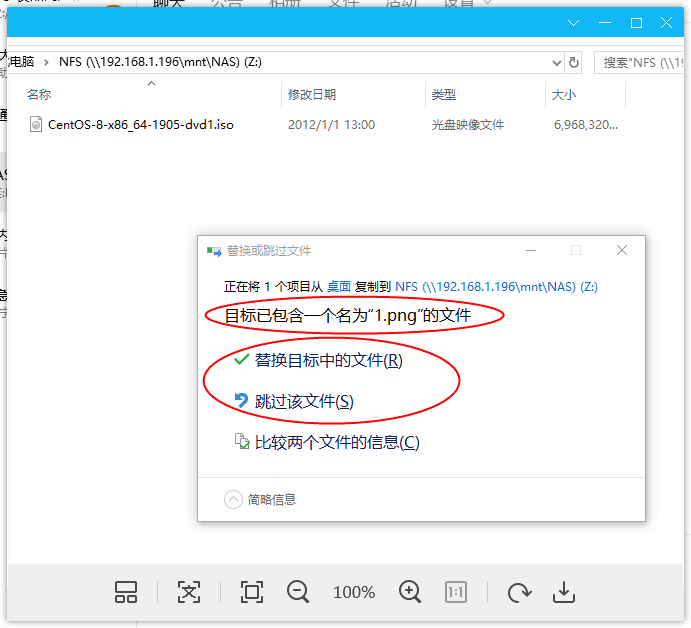 聊天 公告 相册 文件 活动 设置
电脑 › NFS (\\192.168.1.196\mnt\NAS) (Z:)
搜索"NFS (\\19
名称 修改日期 类型 大小
CentOS-8-x86_64-1905-dvd1.iso 2012/1/1 13:00 光盘映像文件 6,968,320...
替换或跳过文件
正在将 1 个项目从 桌面 复制到 NFS (\\192.168.1.196\mnt\NAS) (Z:)
目标已包含一个名为“1.png”的文件
替换目标中的文件(R)
跳过该文件(S)
比较两个文件的信息(C)
简略信息
100%
1:1